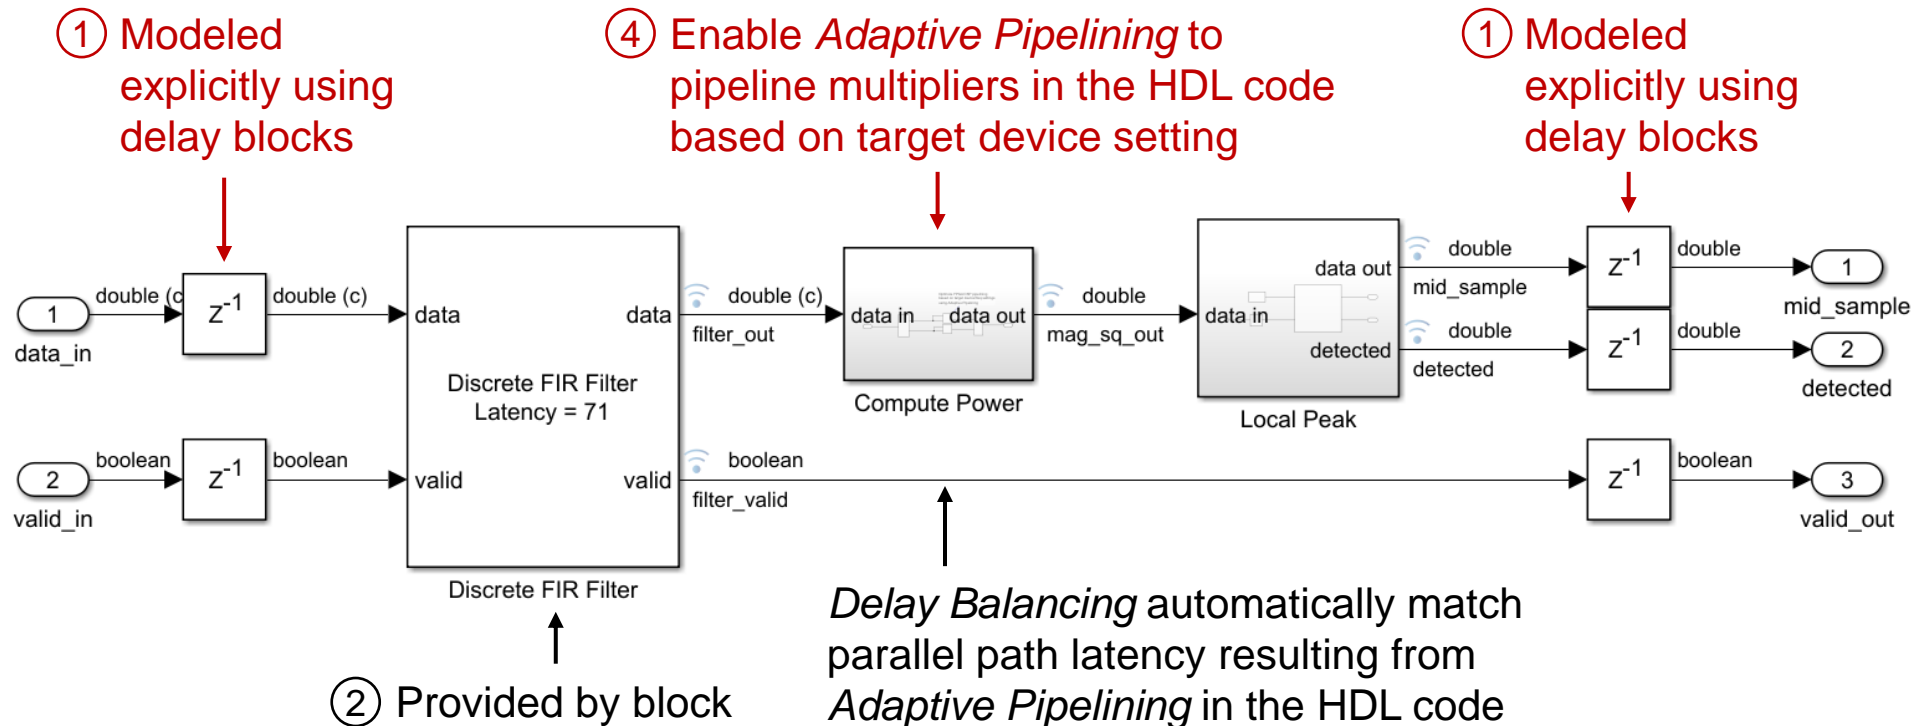 ① Modeled
explicitly using
delay blocks
④ Enable Adaptive Pipelining to
pipeline multipliers in the HDL code
based on target device setting
① Modeled
explicitly using
delay blocks
1
data_in
double (c
z-1
double (c)
data
data
double (c)
filter_out
data in
data out
Compute Power
double
mag_sq_out
data in
data out
detected
Local Peak
double
mid_sample
z-1
double
1
mid_sample
double
detected
z-1
double
2
detected
Discrete FIR Filter
Latency = 71
2
valid_in
boolean
z-1
boolean
valid
valid
boolean
filter_valid
z-1
boolean
3
valid_out
Discrete FIR Filter
② Provided by block
Delay Balancing automatically match
parallel path latency resulting from
Adaptive Pipelining in the HDL code